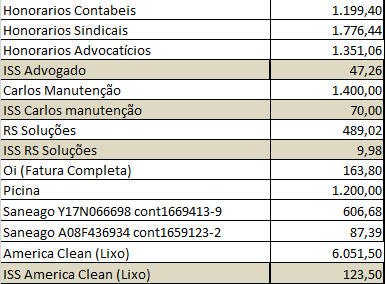 Honorarios Contabeis 1.199,40
Honorarios Sindicais 1.776,44
Honorarios Advocatícios 1.351,06
ISS Advogado 47,26
Carlos Manutenção 1.400,00
ISS Carlos manutenção 70,00
RS Soluções 489,02
ISS RS Soluções 9,98
Oi (Fatura Completa) 163,80
Picina 1.200,00
Saneago Y17N066698 cont1669413-9 606,68
Saneago A08F436934 cont1659123-2 87,39
America Clean (Lixo) 6.051,50
ISS America Clean (Lixo) 123,50